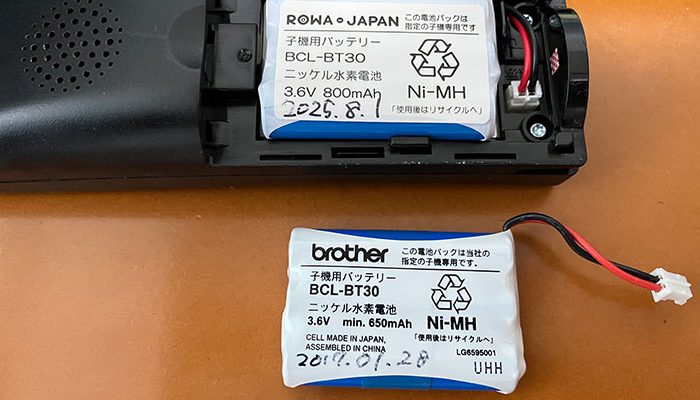 ROWA・JAPAN この電池パックは
指定の子機専用です
子機用バッテリー
BCL-BT30
ニッケル水素電池
3.6V 800mAh Ni-MH
2025.8.1 「使用後はリサイクルへ」
brother この電池パックは当社の
指定の子機専用です。
子機用バッテリー
BCL-BT30
ニッケル水素電池
3.6V min. 650mAh Ni-MH
CELL MADE IN JAPAN, 「使用後はリサイクルへ」
ASSEMBLED IN CHINA LG6595001
2017.01.28 UHH